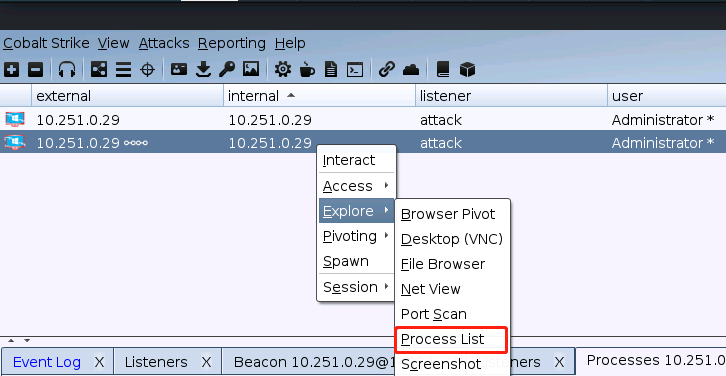 Cobalt Strike View Attacks Reporting Help
external internal listener user
10.251.0.29 10.251.0.29 attack Administrator *
10.251.0.29 10.251.0.29 attack Administrator *
Interact
Access
Explore
Pivoting
Spawn
Session
Browser Pivot
Desktop (VNC)
File Browser
Net View
Port Scan
Process List
Screenshot
Event Log X Listeners X Beacon 10.251.0.29@ eners X Processes 10.251.0